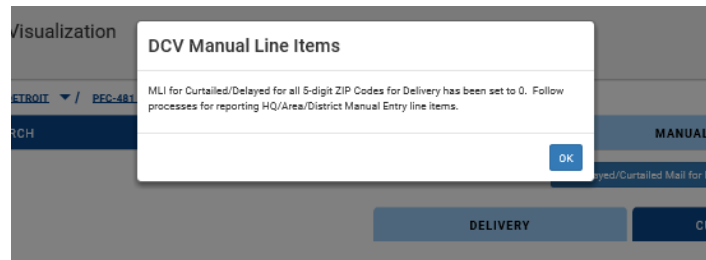 Visualization
DCV Manual Line Items
MLI for Curtailed/Delayed for all 5-digit ZIP Codes for Delivery has been set to 0. Follow
processes for reporting HQ/Area/District Manual Entry line items.
OK
DETROIT / PFC-481
RCH
MANUAL
ayed/Curtailed Mail for
DELIVERY